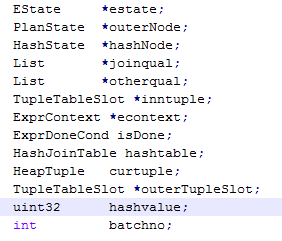 EState *estate;
PlanState *outerNode;
HashState *hashNode;
List *joinqual;
List *otherqual;
TupleTableSlot *inntuple;
ExprContext *econtext;
ExprDoneCond isDone;
HashJoinTable hashtable;
HeapTuple curtuple;
TupleTableSlot *outerTupleSlot;
uint32 hashvalue;
int batchno;